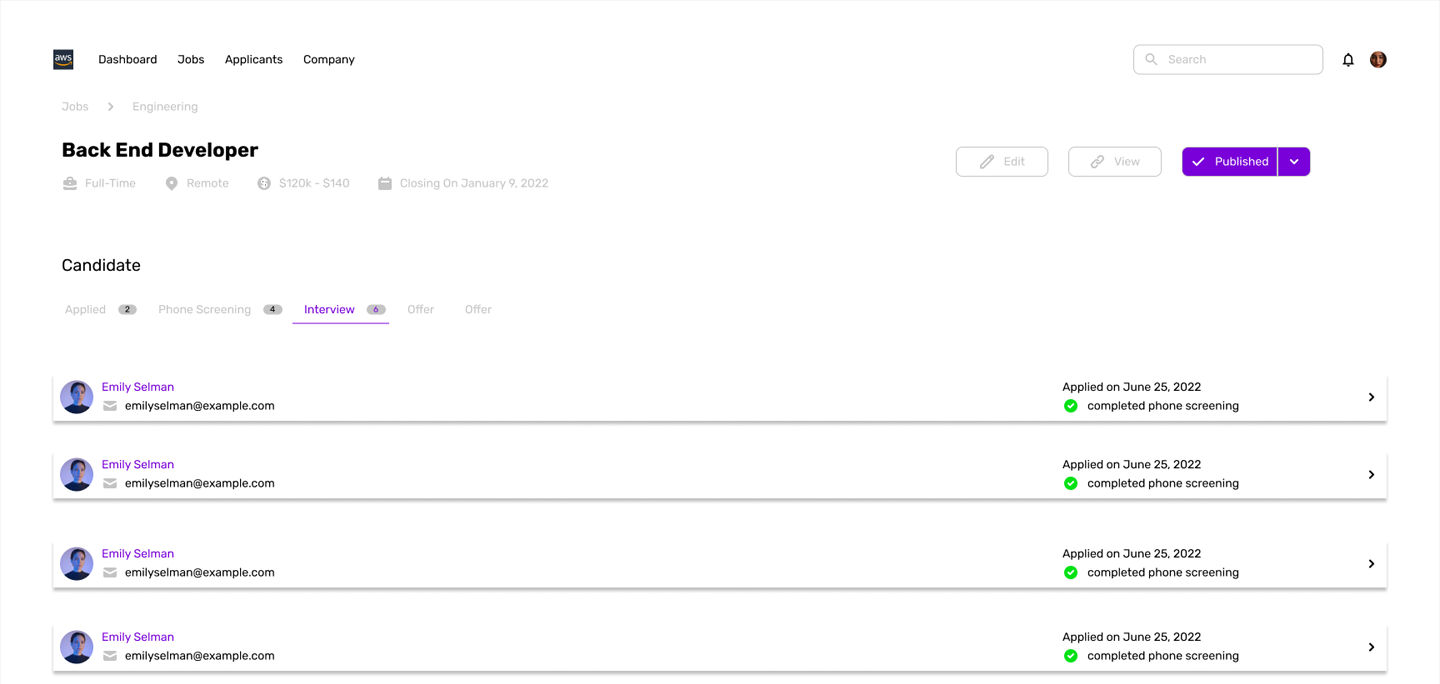 aws
Dashboard Jobs Applicants Company Search
Jobs Engineering
Back End Developer
Edit View Published
Full-Time Remote $120k - $140 Closing On January 9, 2022
Candidate
Applied 2 Phone Screening 4 Interview 6 Offer Offer
Emily Selman Applied on June 25, 2022
emilyselman@example.com completed phone screening
Emily Selman Applied on June 25, 2022
emilyselman@example.com completed phone screening
Emily Selman Applied on June 25, 2022
emilyselman@example.com completed phone screening
Emily Selman Applied on June 25, 2022
emilyselman@example.com completed phone screening